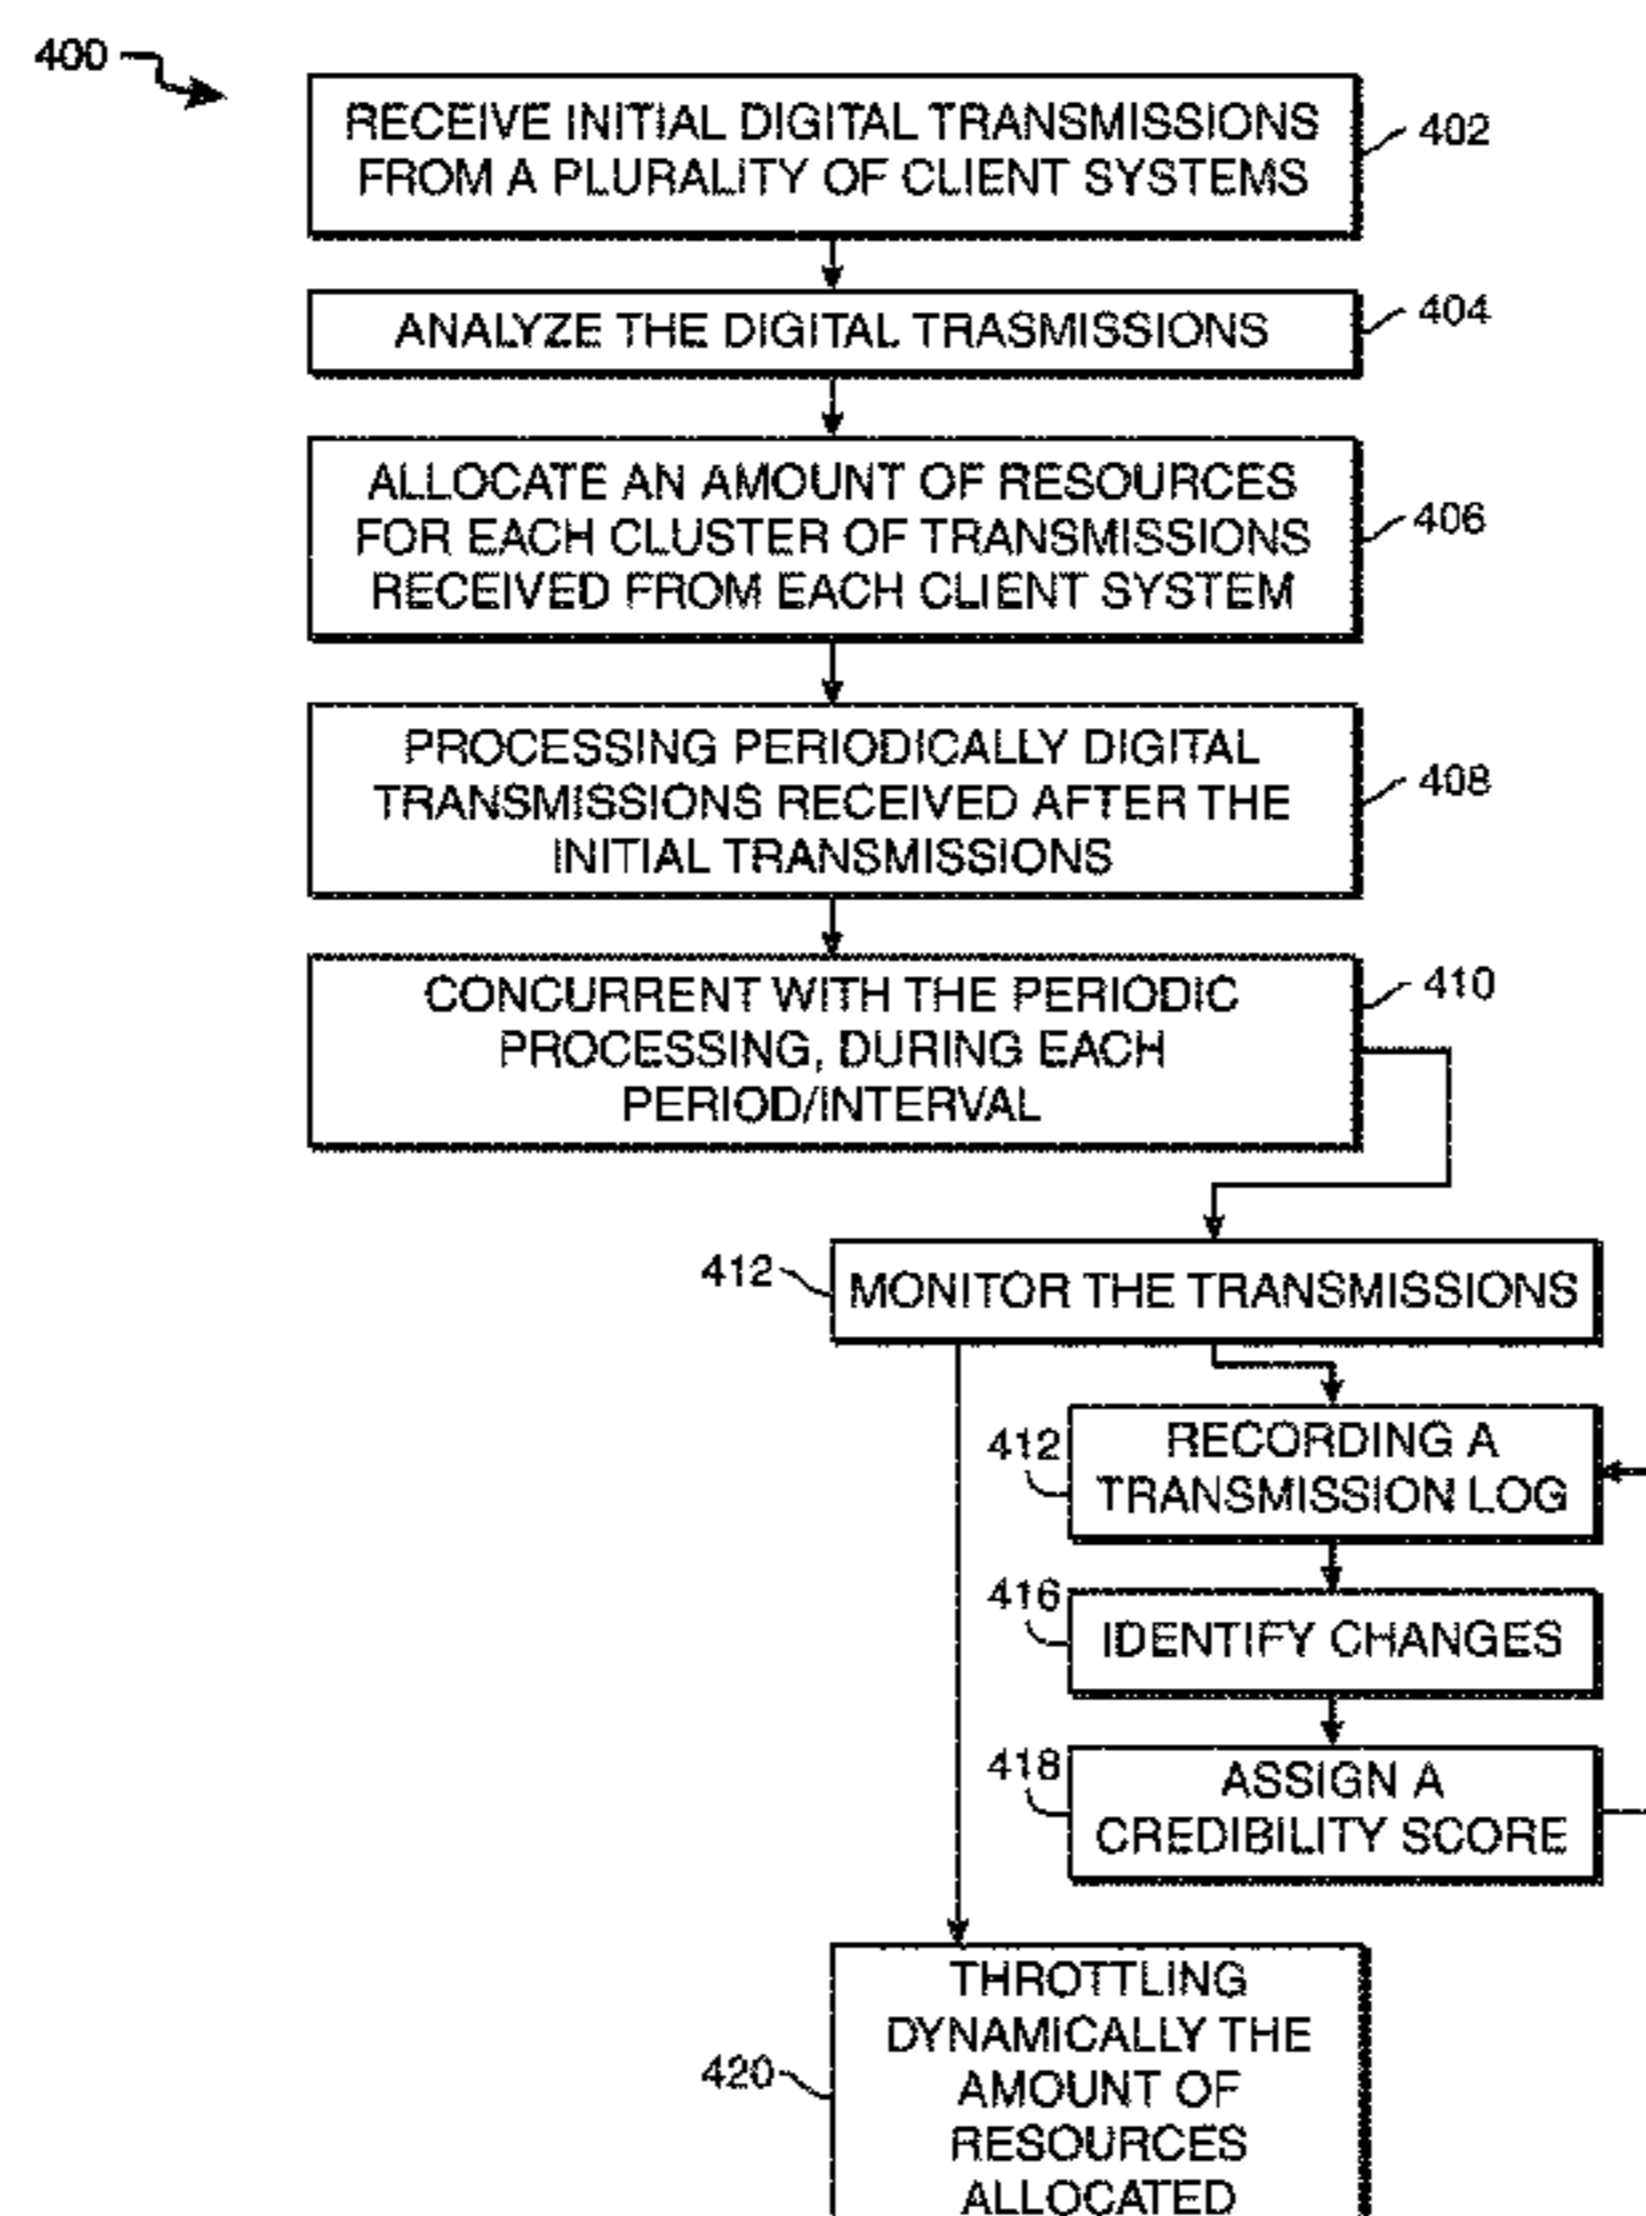 400
RECEIVE INITIAL DIGITAL TRANSMISSIONS
FROM A PLURALITY OF CLIENT SYSTEMS
402
ANALYZE THE DIGITAL TRASMISSIONS
404
ALLOCATE AN AMOUNT OF RESOURCES
FOR EACH CLUSTER OF TRANSMISSIONS
RECEIVED FROM EACH CLIENT SYSTEM
406
PROCESSING PERIODICALLY DIGITAL
TRANSMISSIONS RECEIVED AFTER THE
INITIAL TRANSMISSIONS
408
CONCURRENT WITH THE PERIODIC
PROCESSING, DURING EACH
PERIOD/INTERVAL
410
412
MONITOR THE TRANSMISSIONS
412
RECORDING A
TRANSMISSION LOG
416
IDENTIFY CHANGES
418
ASSIGN A
CREDIBILITY SCORE
420
THROTTLING
DYNAMICALLY THE
AMOUNT OF
RESOURCES
ALLOCATED